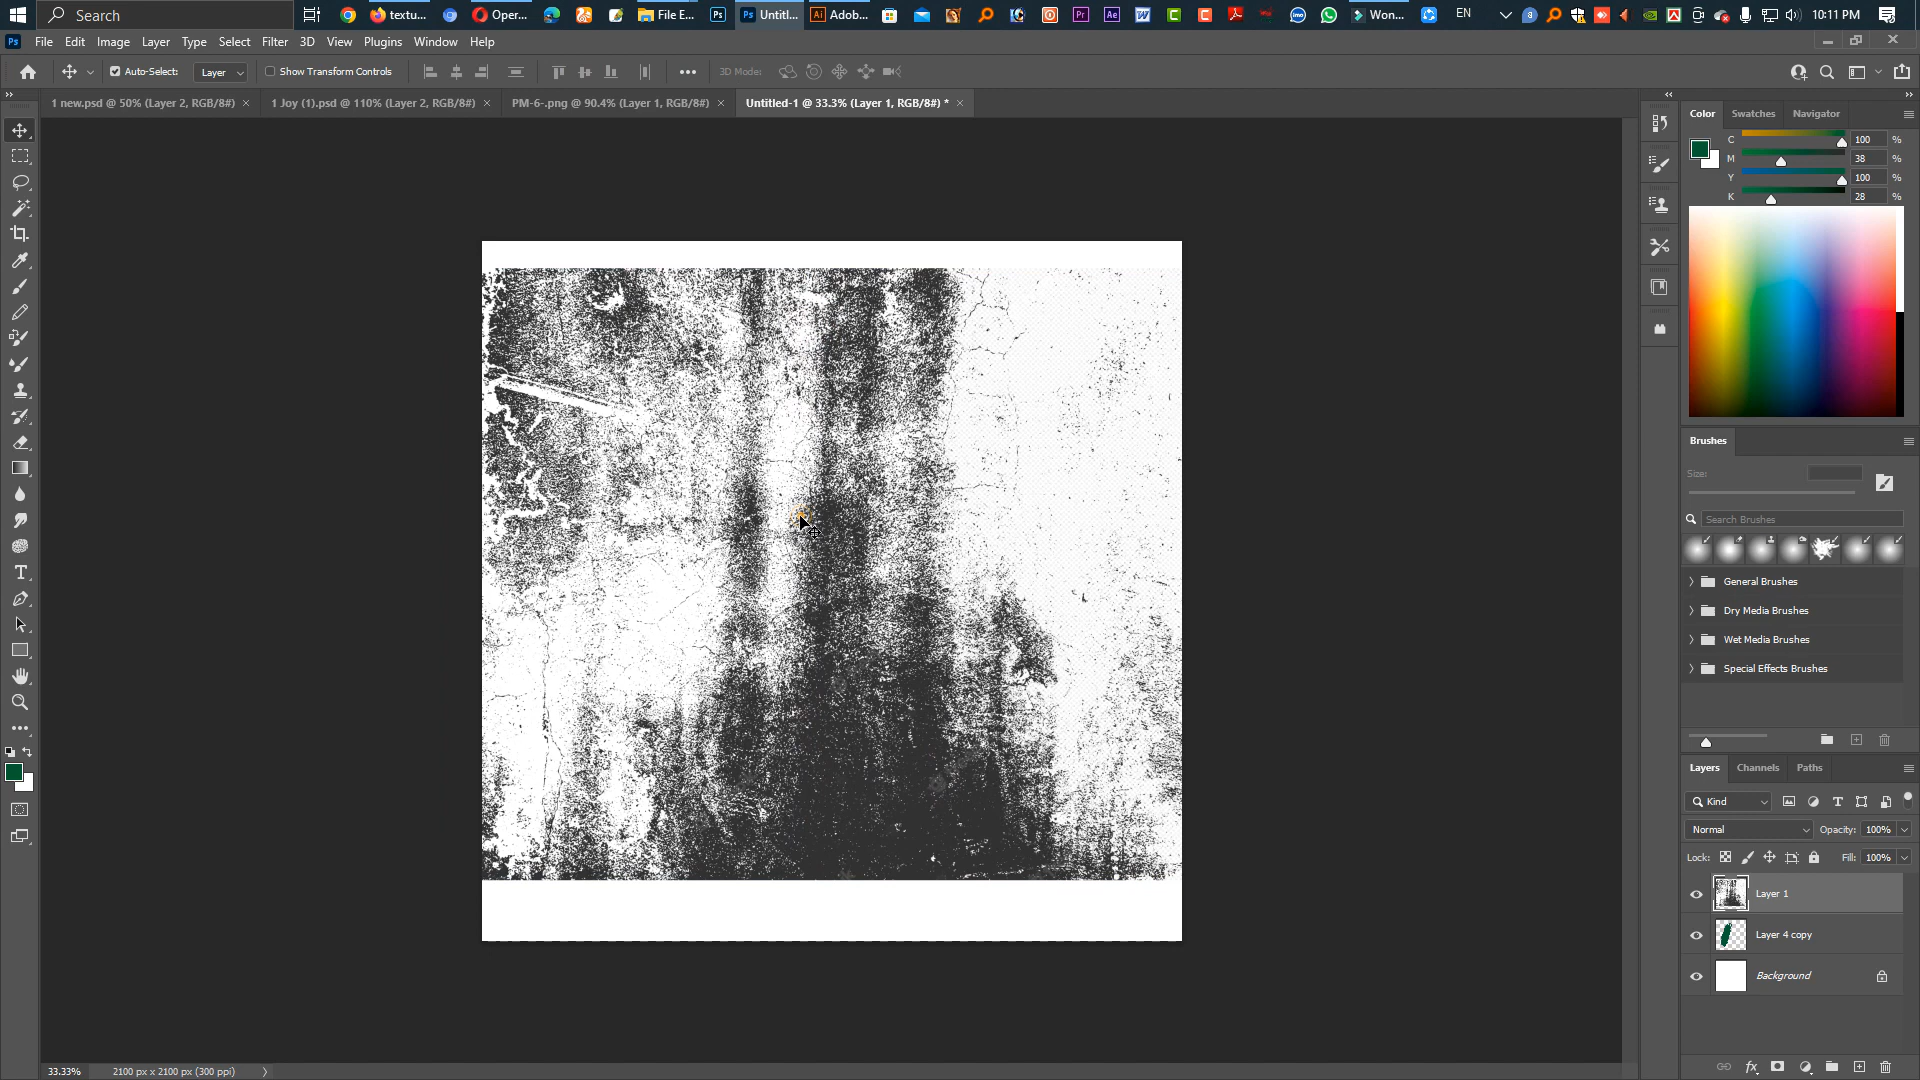 Search
textu...
Oper...
File E...
Untitl...
Adob...
Won...
EN
10:11 PM
File Edit Image Layer Type Select Filter 3D View Plugins Window Help
Auto-Select: Layer Show Transform Controls 3D Mode:
1 new.psd @ 50% (Layer 2, RGB/8#)
1 Joy (1).psd @ 110% (Layer 2, RGB/8#)
PM-6-.png @ 90.4% (Layer 1, RGB/8#)
Untitled-1 @ 33.3% (Layer 1, RGB/8#) *
Color Swatches Navigator
C 100 %
M 38 %
Y 100 %
K 28 %
Brushes
Size:
Search Brushes
General Brushes
Dry Media Brushes
Wet Media Brushes
Special Effects Brushes
Layers Channels Paths
Kind
Normal Opacity: 100%
Lock: Fill: 100%
Layer 1
Layer 4 copy
Background
33.33% 2100 px x 2100 px (300 ppi)